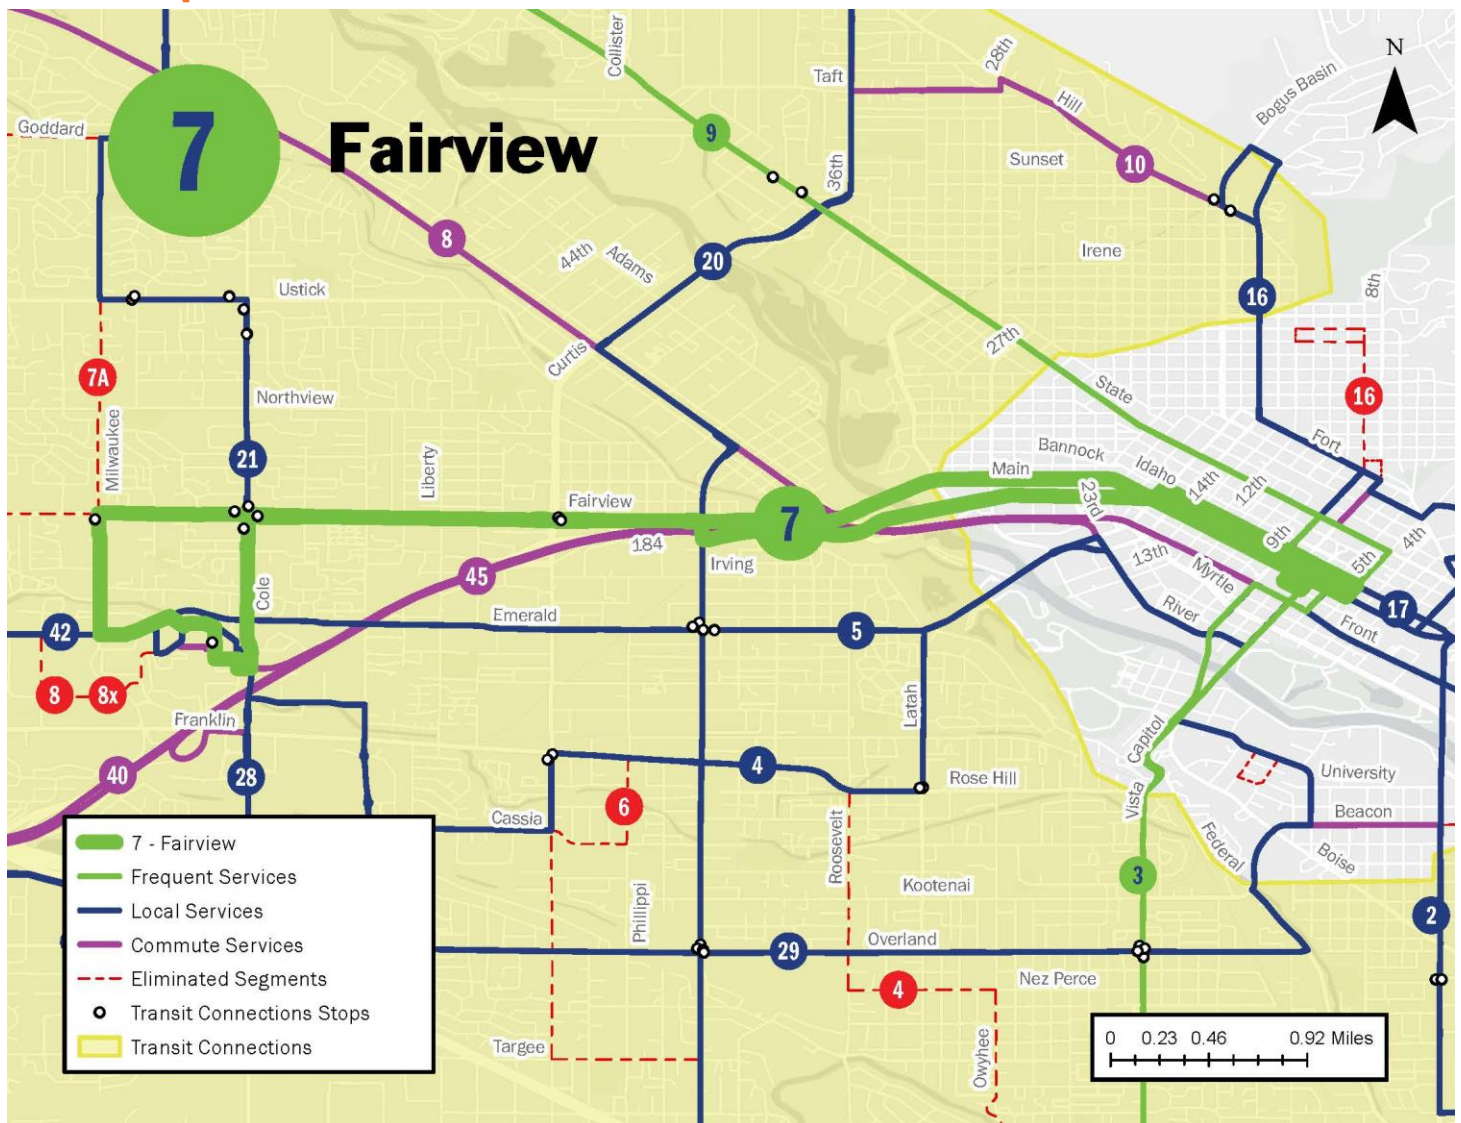 N
Goddard
7
Fairview
Collister
Taft
28th
Hill
Bogus Basin
9
36th
Sunset
10
8
44th
Adams
20
Irene
16
8th
Ustick
Curtis
27th
7A
Northview
State
16
Milwaukee
21
Liberty
Fairview
Bannock
Main
Idaho
14th
12th
Fort
23rd
9th
4th
7
184
Irving
13th
Myrtle
5th
45
Cole
Emerald
42
5
River
Front
17
8
8x
Franklin
Latah
Capitol
40
28
4
Rose Hill
University
Vista
Beacon
Cassia
6
Roosevelt
Federal
Boise
3
Kootenai
2
Phillippi
29
Overland
Nez Perce
4
Targee
Owyhee
7 - Fairview
Frequent Services
Local Services
Commute Services
Eliminated Segments
Transit Connections Stops
Transit Connections
0 0.23 0.46 0.92 Miles